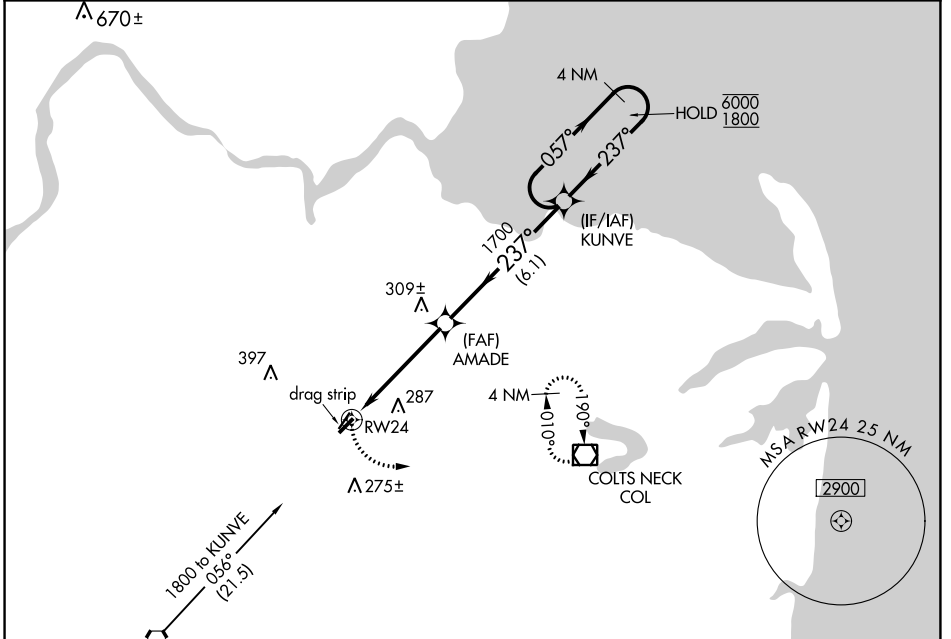 670±
4 NM
HOLD 6000
1800
057°
237°
(IF/IAF)
KUNVE
1700
237°
(6.1)
309±
(FAF)
AMADE
397
drag strip
287
RW24
4 NM
010°
190°
COLTS NECK
COL
275±
MSA RW24 25 NM
2900
1800 to KUNVE
056°
(21.5)